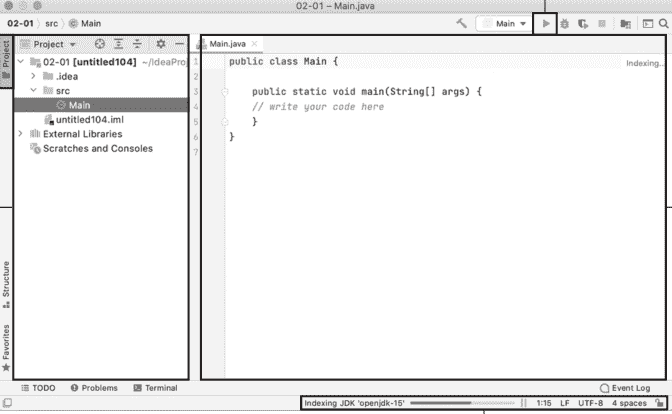 02-01 – Main.java
02-01 › src › Main
Main
Project
Project
Main.java
02-01 [untitled104] ~/IdeaPro
.idea
src
Main
untitled104.iml
External Libraries
Scratches and Consoles
1 public class Main {
2
3 public static void main(String[] args) {
4 // write your code here
5 }
6 }
7
Indexing...
Structure
Favorites
TODO Problems Terminal Event Log
Indexing JDK 'openjdk-15' 1:15 LF UTF-8 4 spaces